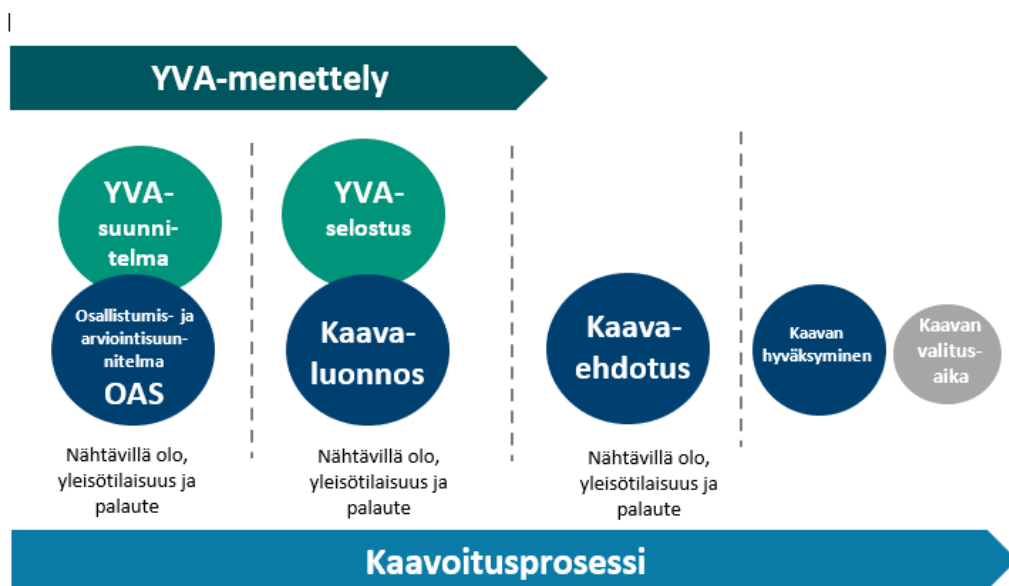 YVA-menettely
YVA-
suunni-
telma
Osallistumis- ja
arviointisuun-
nitelma
OAS
Nähtävillä olo,
yleisötilaisuus ja
palaute
YVA-
selostus
Kaava-
luonnos
Nähtävillä olo,
yleisötilaisuus ja
palaute
Kaava-
ehdotus
Nähtävillä olo,
yleisötilaisuus ja
palaute
Kaavan
hyväksyminen
Kaavan
valitus-
aika
Kaavoitusprosessi